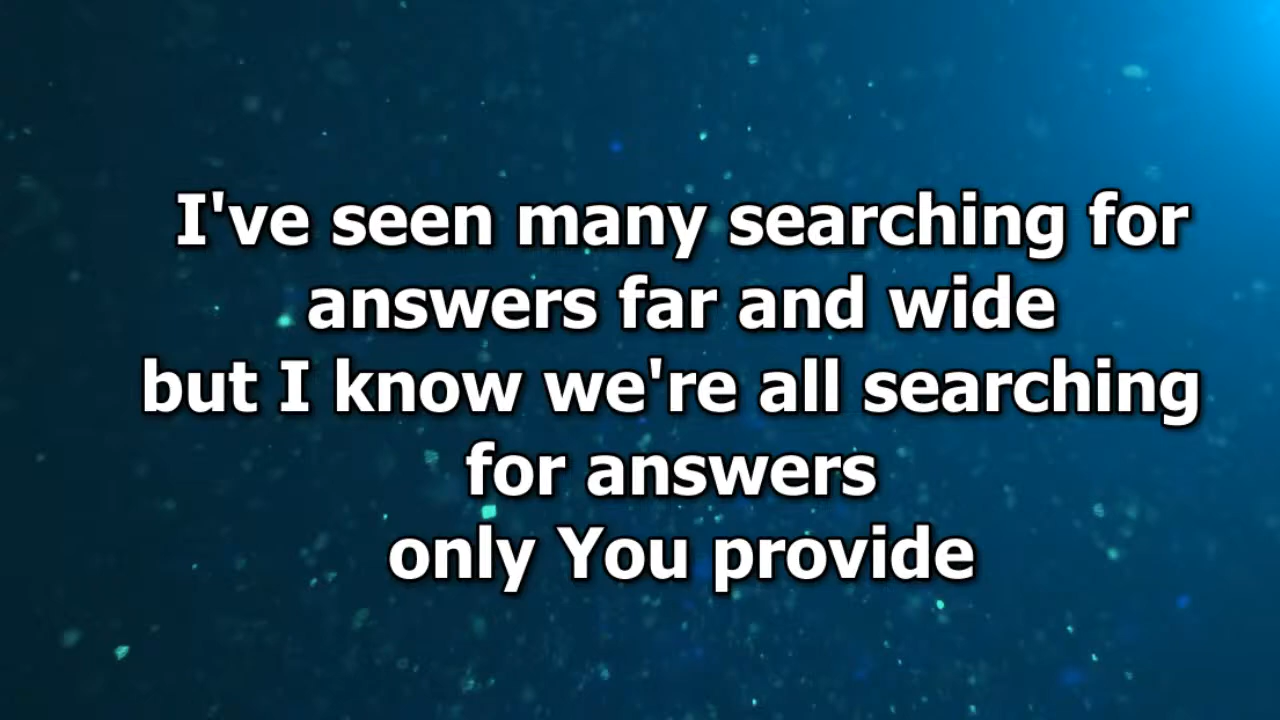 I've seen many searching for
answers far and wide
but I know we're all searching
for answers
only You provide